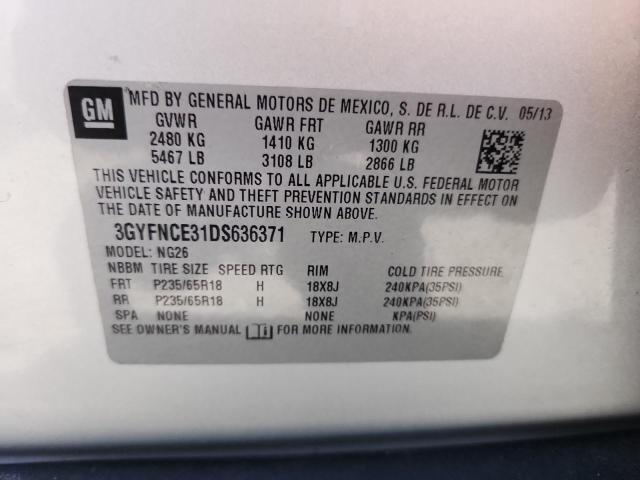 GM
MFD BY GENERAL MOTORS DE MEXICO, S. DE R.L. DE C.V. 05/13
GVWR GAWR FRT GAWR RR
2480 KG 1410 KG 1300 KG
5467 LB 3108 LB 2866 LB
THIS VEHICLE CONFORMS TO ALL APPLICABLE U.S. FEDERAL MOTOR
VEHICLE SAFETY AND THEFT PREVENTION STANDARDS IN EFFECT ON
THE DATE OF MANUFACTURE SHOWN ABOVE.
3GYFNCE31DS636371 TYPE: M.P.V.
MODEL: NG26
NBBM TIRE SIZE SPEED RTG RIM COLD TIRE PRESSURE
FRT P235/65R18 H 18X8J 240KPA(35PSI)
RR P235/65R18 H 18X8J 240KPA(35PSI)
SPA NONE NONE KPA(PSI)
SEE OWNER'S MANUAL FOR MORE INFORMATION.